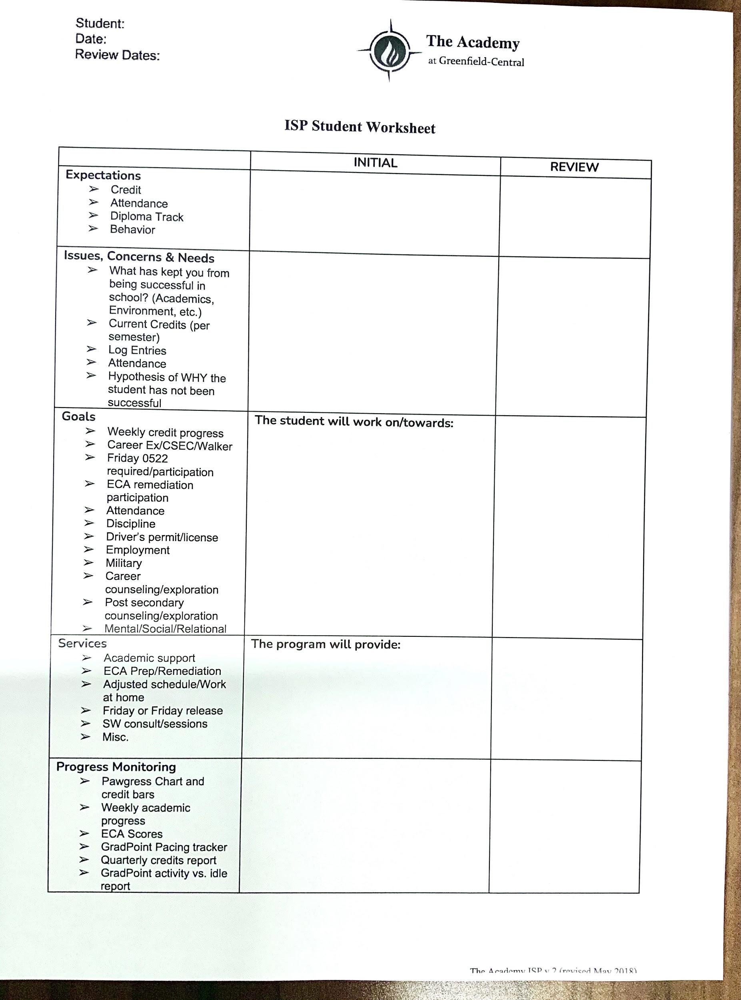 Student:
Date:
Review Dates:
The Academy
at Greenfield-Central
ISP Student Worksheet
INITIAL
REVIEW
Expectations
➢ Credit
➢ Attendance
➢ Diploma Track
➢ Behavior
Issues, Concerns & Needs
➢ What has kept you from
being successful in
school? (Academics,
Environment, etc.)
➢ Current Credits (per
semester)
➢ Log Entries
➢ Attendance
➢ Hypothesis of WHY the
student has not been
successful
Goals
➢ Weekly credit progress
➢ Career Ex/CSEC/Walker
➢ Friday 0522
required/participation
➢ ECA remediation
participation
➢ Attendance
➢ Discipline
➢ Driver's permit/license
➢ Employment
➢ Military
➢ Career
counseling/exploration
➢ Post secondary
counseling/exploration
➢ Mental/Social/Relational
The student will work on/towards:
Services
➢ Academic support
➢ ECA Prep/Remediation
➢ Adjusted schedule/Work
at home
➢ Friday or Friday release
➢ SW consult/sessions
➢ Misc.
The program will provide:
Progress Monitoring
➢ Pawgress Chart and
credit bars
➢ Weekly academic
progress
➢ ECA Scores
➢ GradPoint Pacing tracker
➢ Quarterly credits report
➢ GradPoint activity vs. idle
report
The Academy ISP v.2 (revised May 2018)